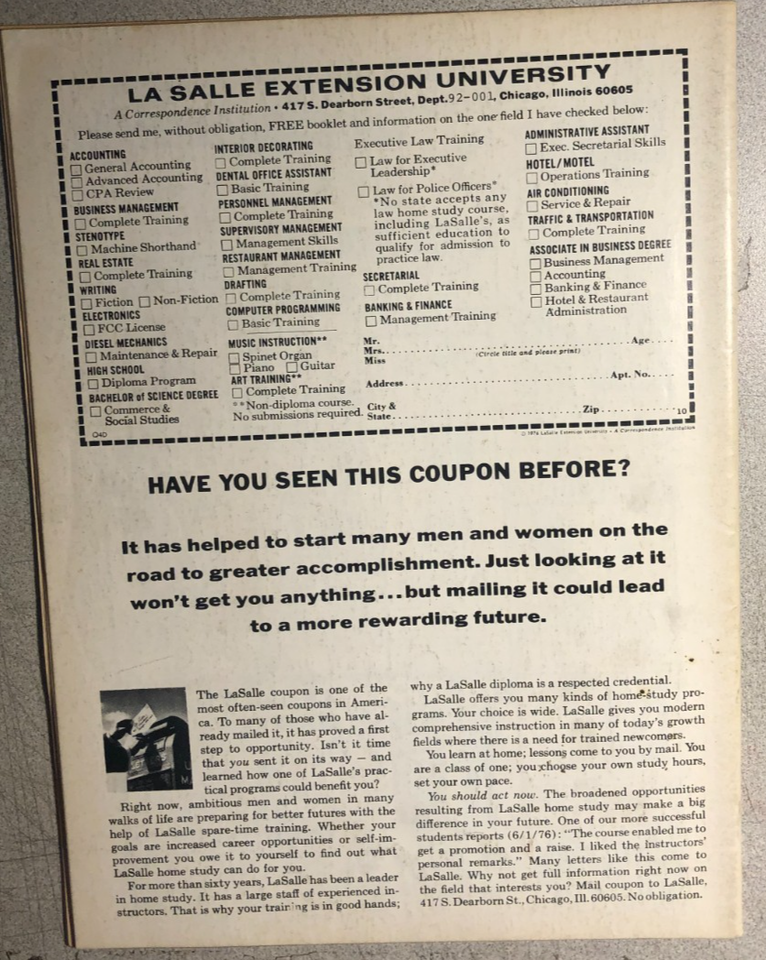 LA SALLE EXTENSION UNIVERSITY
A Correspondence Institution • 417 S. Dearborn Street, Dept. 92-001, Chicago, Illinois 60605
Please send me, without obligation, FREE booklet and information on the one field I have checked below:
ACCOUNTING
☐ General Accounting
☐ Advanced Accounting
☐ CPA Review
BUSINESS MANAGEMENT
☐ Complete Training
STENOTYPE
☐ Machine Shorthand
REAL ESTATE
☐ Complete Training
WRITING
☐ Fiction ☐ Non-Fiction
ELECTRONICS
☐ FCC License
DIESEL MECHANICS
☐ Maintenance & Repair
HIGH SCHOOL
☐ Diploma Program
BACHELOR of SCIENCE DEGREE
☐ Commerce &
Social Studies
Q4D
INTERIOR DECORATING
☐ Complete Training
DENTAL OFFICE ASSISTANT
☐ Basic Training
PERSONNEL MANAGEMENT
☐ Complete Training
SUPERVISORY MANAGEMENT
☐ Management Skills
RESTAURANT MANAGEMENT
☐ Management Training
DRAFTING
☐ Complete Training
COMPUTER PROGRAMMING
☐ Basic Training
MUSIC INSTRUCTION**
☐ Spinet Organ
☐ Piano ☐ Guitar
ART TRAINING**
☐ Complete Training
**Non-diploma course.
No submissions required.
Executive Law Training
☐ Law for Executive
Leadership*
☐ Law for Police Officers*
*No state accepts any
law home study course,
including LaSalle's, as
sufficient education to
qualify for admission to
practice law.
SECRETARIAL
☐ Complete Training
BANKING & FINANCE
☐ Management Training
ADMINISTRATIVE ASSISTANT
☐ Exec. Secretarial Skills
HOTEL/MOTEL
☐ Operations Training
AIR CONDITIONING
☐ Service & Repair
TRAFFIC & TRANSPORTATION
☐ Complete Training
ASSOCIATE IN BUSINESS DEGREE
☐ Business Management
☐ Accounting
☐ Banking & Finance
☐ Hotel & Restaurant
Administration
Mr.
Mrs. Age
Miss (Circle title and please print)
Address Apt. No.
City &
State Zip 10
© 1976 LaSalle Extension University • A Correspondence Institution
HAVE YOU SEEN THIS COUPON BEFORE?
It has helped to start many men and women on the
road to greater accomplishment. Just looking at it
won't get you anything...but mailing it could lead
to a more rewarding future.
The LaSalle coupon is one of the
most often-seen coupons in Ameri-
ca. To many of those who have al-
ready mailed it, it has proved a first
step to opportunity. Isn't it time
that you sent it on its way — and
learned how one of LaSalle's prac-
tical programs could benefit you?
Right now, ambitious men and women in many
walks of life are preparing for better futures with the
help of LaSalle spare-time training. Whether your
goals are increased career opportunities or self-im-
provement you owe it to yourself to find out what
LaSalle home study can do for you.
For more than sixty years, LaSalle has been a leader
in home study. It has a large staff of experienced in-
structors. That is why your training is in good hands;
why a LaSalle diploma is a respected credential.
LaSalle offers you many kinds of home-study pro-
grams. Your choice is wide. LaSalle gives you modern
comprehensive instruction in many of today's growth
fields where there is a need for trained newcomers.
You learn at home; lessons come to you by mail. You
are a class of one; you choose your own study hours,
set your own pace.
You should act now. The broadened opportunities
resulting from LaSalle home study may make a big
difference in your future. One of our more successful
students reports (6/1/76): "The course enabled me to
get a promotion and a raise. I liked the Instructors'
personal remarks." Many letters like this come to
LaSalle. Why not get full information right now on
the field that interests you? Mail coupon to LaSalle,
417 S. Dearborn St., Chicago, Ill. 60605. No obligation.